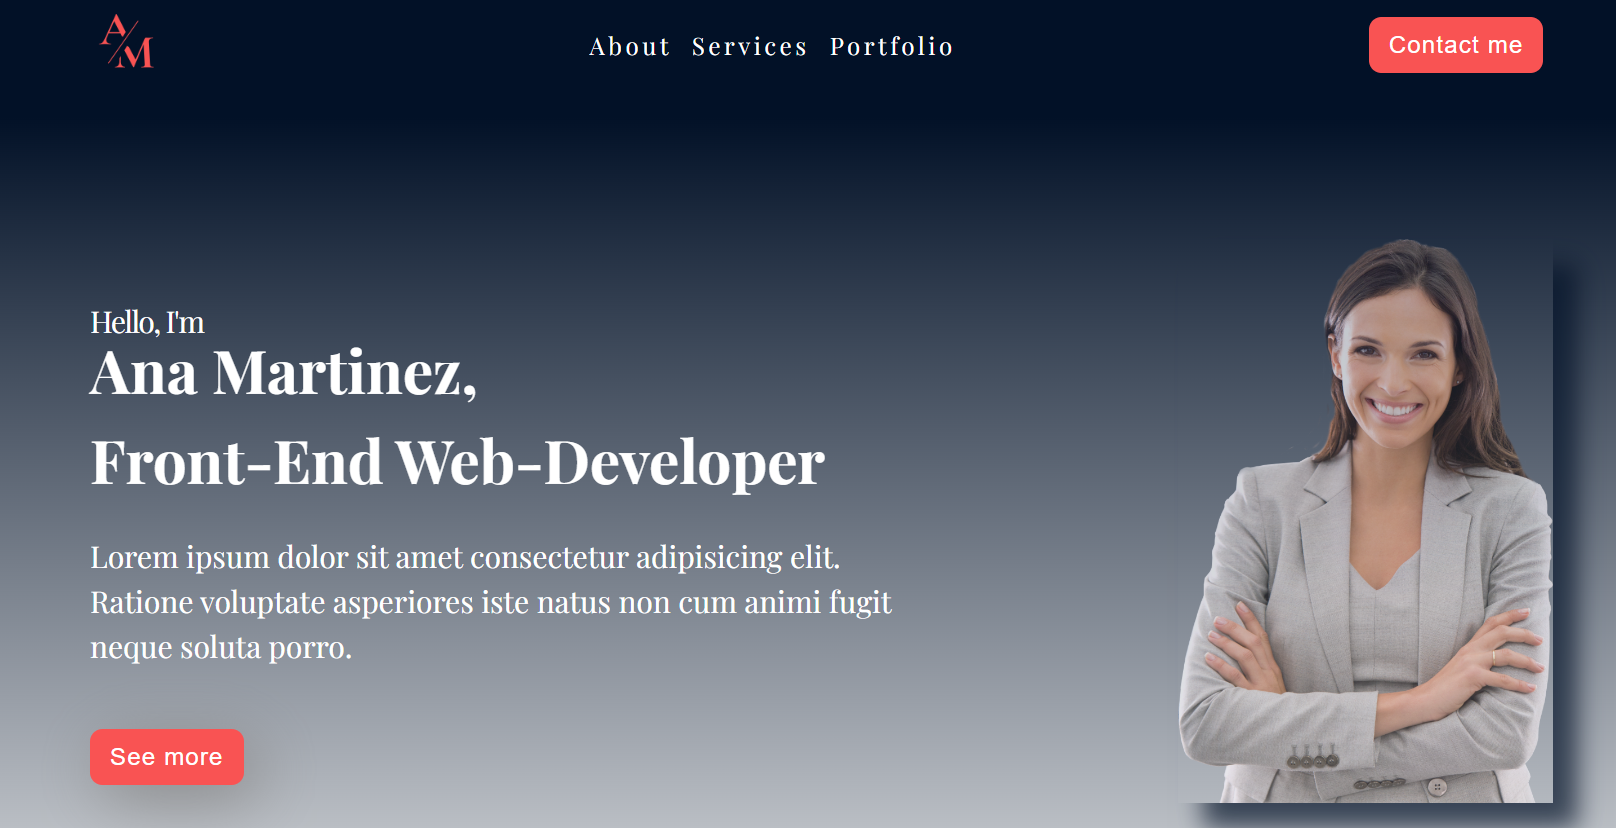 AM
About Services Portfolio
Contact me
Hello, I'm
Ana Martinez,
Front-End Web-Developer
Lorem ipsum dolor sit amet consectetur adipisicing elit.
Ratione voluptate asperiores iste natus non cum animi fugit
neque soluta porro.
See more